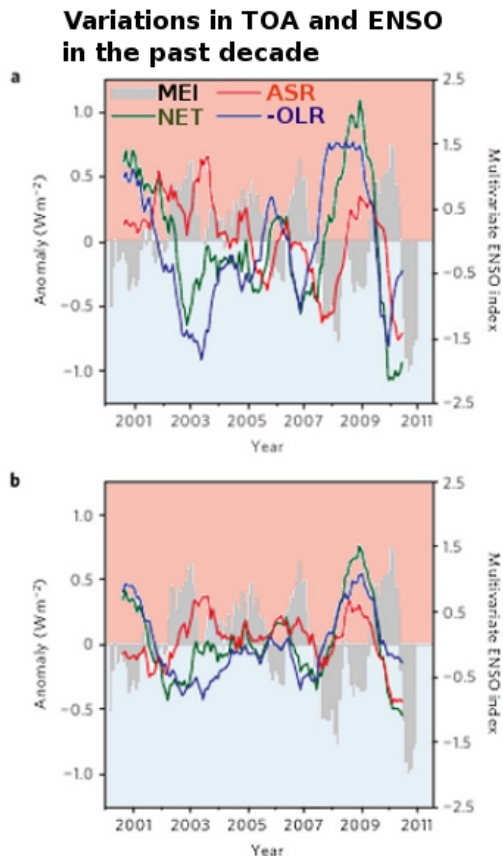 Variations in TOA and ENSO
in the past decade
a
MEI ASR
NET -OLR
1.0
0.5
0
−0.5
−1.0
Anomaly (Wm⁻²)
2.5
1.5
0.5
−0.5
−1.5
−2.5
Multivariate ENSO index
2001 2003 2005 2007 2009 2011
Year
b
1.0
0.5
0
−0.5
−1.0
Anomaly (Wm⁻²)
2.5
1.5
0.5
−0.5
−1.5
−2.5
Multivariate ENSO index
2001 2003 2005 2007 2009 2011
Year